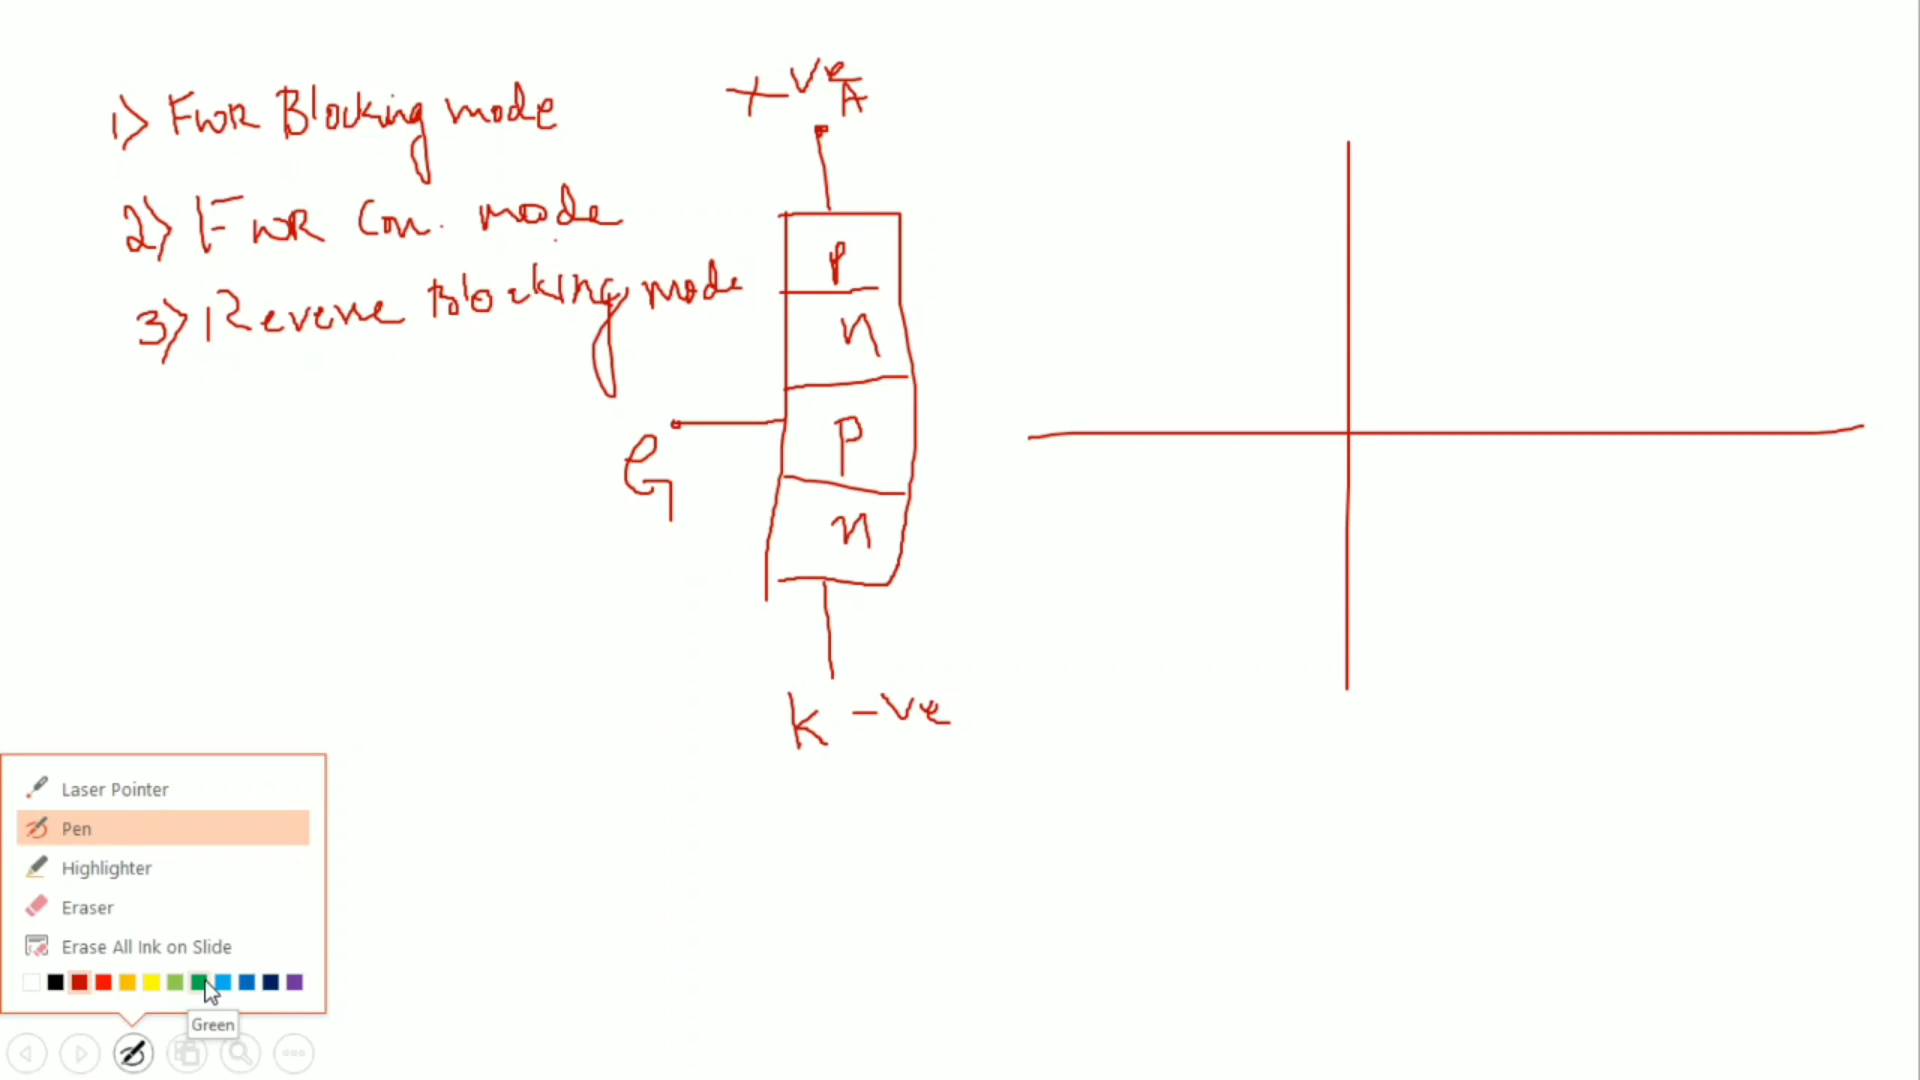 1) FWR Blocking mode
2) FWR Con. mode
3) Reverse Blocking mode
+ve
A
p
n
G
p
n
K -ve
Laser Pointer
Pen
Highlighter
Eraser
Erase All Ink on Slide
Green